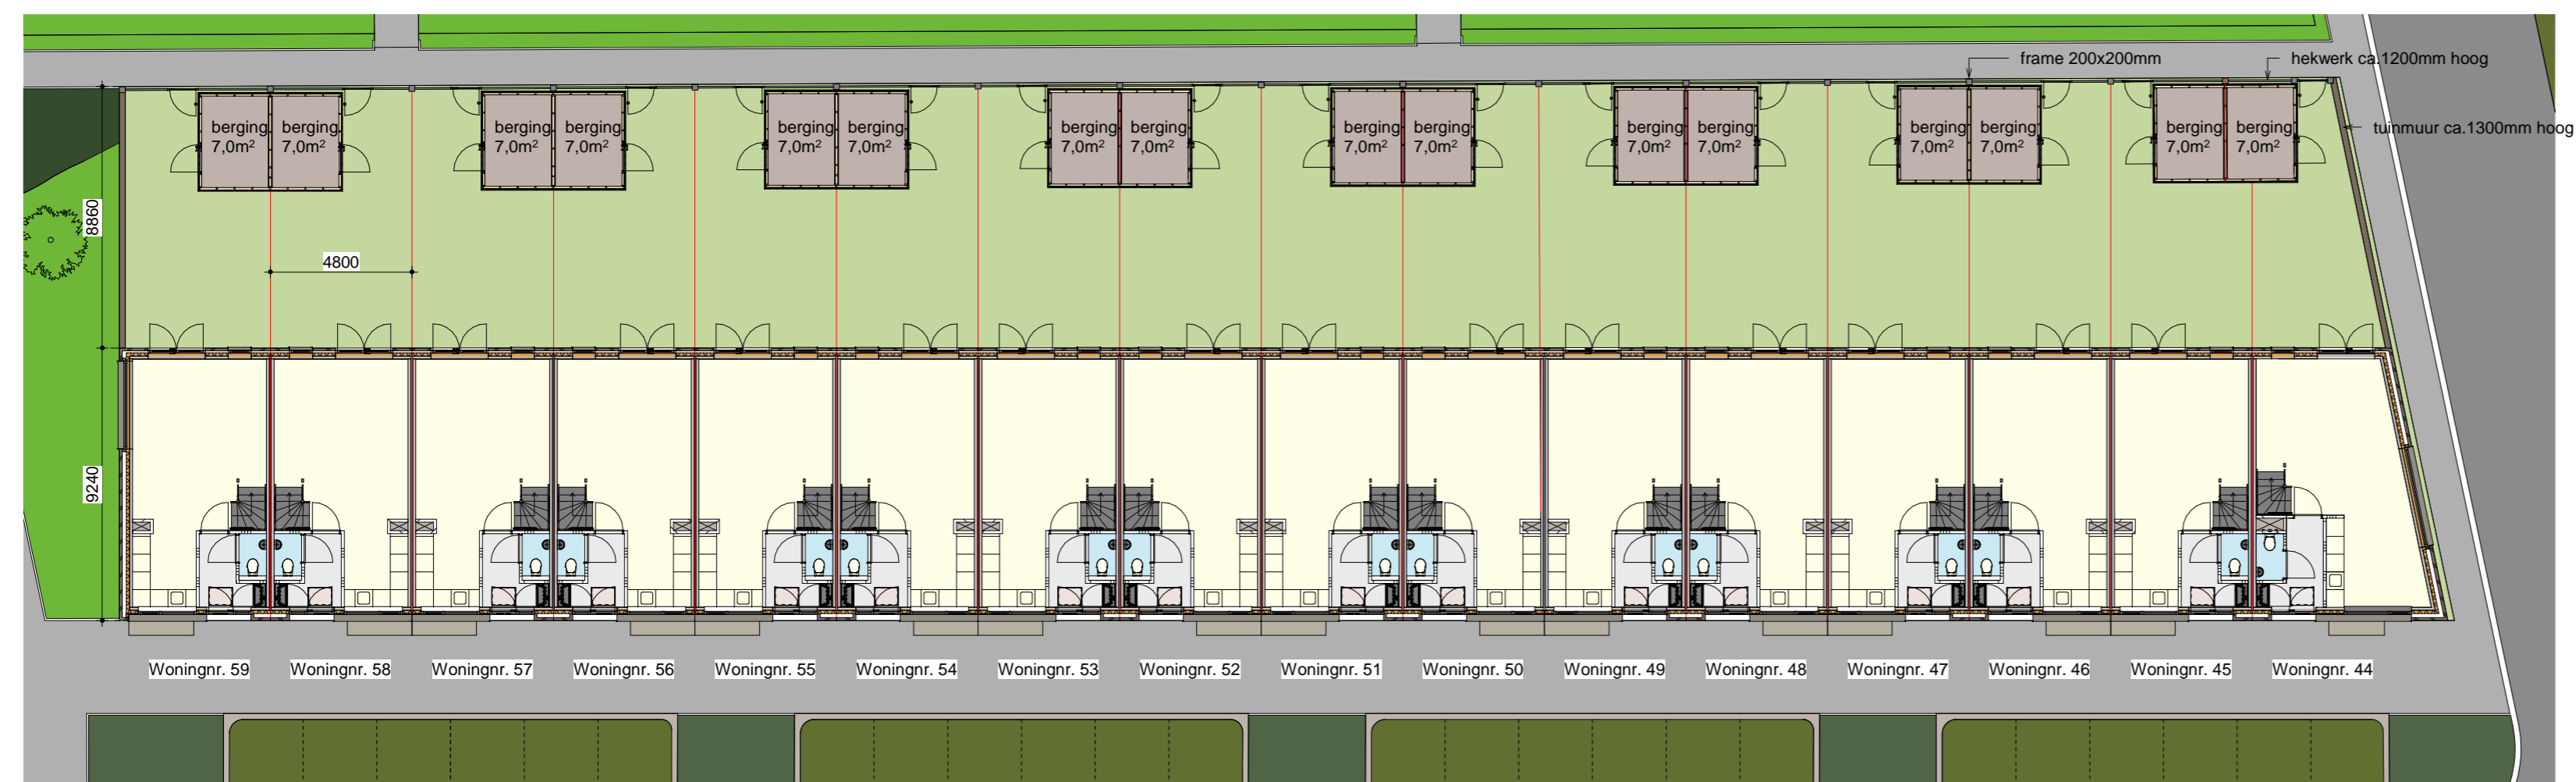 frame 200x200mm
hekwerk ca.1200mm hoog
berging berging berging berging berging berging berging berging berging berging berging berging berging berging berging berging
7,0m² 7,0m² 7,0m² 7,0m² 7,0m² 7,0m² 7,0m² 7,0m² 7,0m² 7,0m² 7,0m² 7,0m² 7,0m² 7,0m² 7,0m² 7,0m²
tuinmuur ca.1300mm hoog
8860
4800
9240
Woningnr. 59 Woningnr. 58 Woningnr. 57 Woningnr. 56 Woningnr. 55 Woningnr. 54 Woningnr. 53 Woningnr. 52 Woningnr. 51 Woningnr. 50 Woningnr. 49 Woningnr. 48 Woningnr. 47 Woningnr. 46 Woningnr. 45 Woningnr. 44